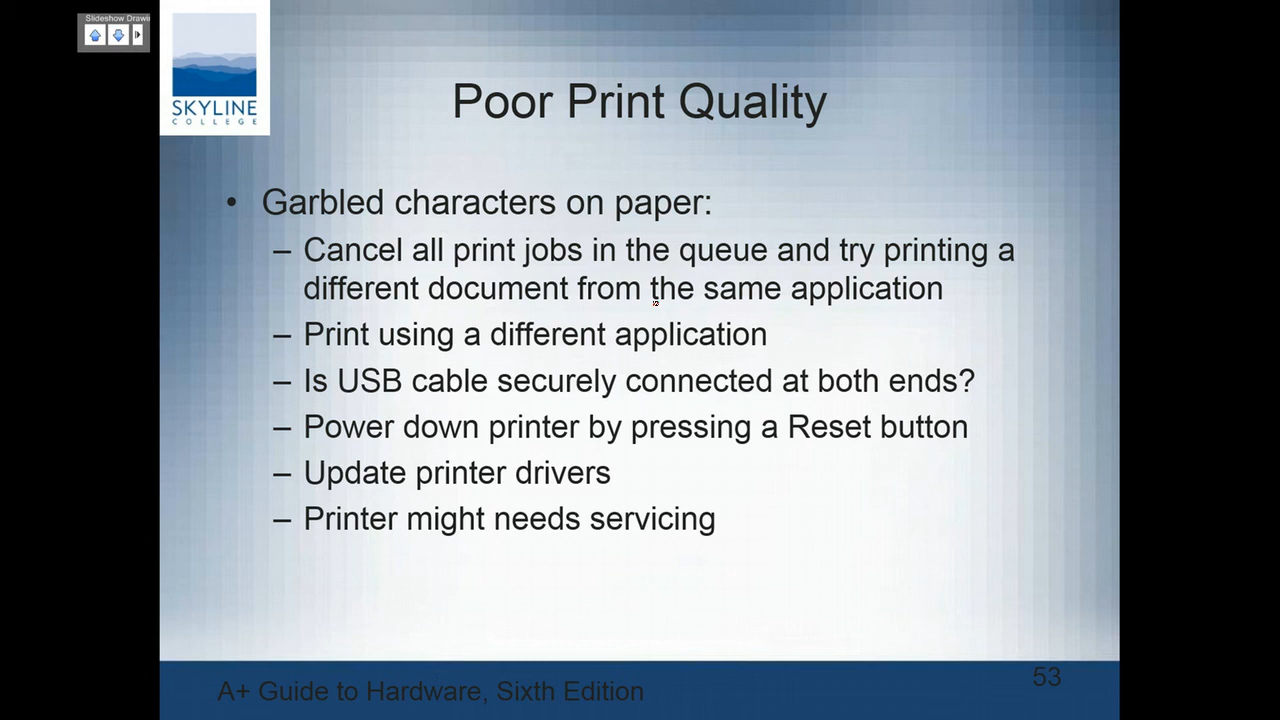 Slideshow Drawi
SKYLINE
COLLEGE
Poor Print Quality
• Garbled characters on paper:
– Cancel all print jobs in the queue and try printing a
different document from the same application
– Print using a different application
– Is USB cable securely connected at both ends?
– Power down printer by pressing a Reset button
– Update printer drivers
– Printer might needs servicing
A+ Guide to Hardware, Sixth Edition
53